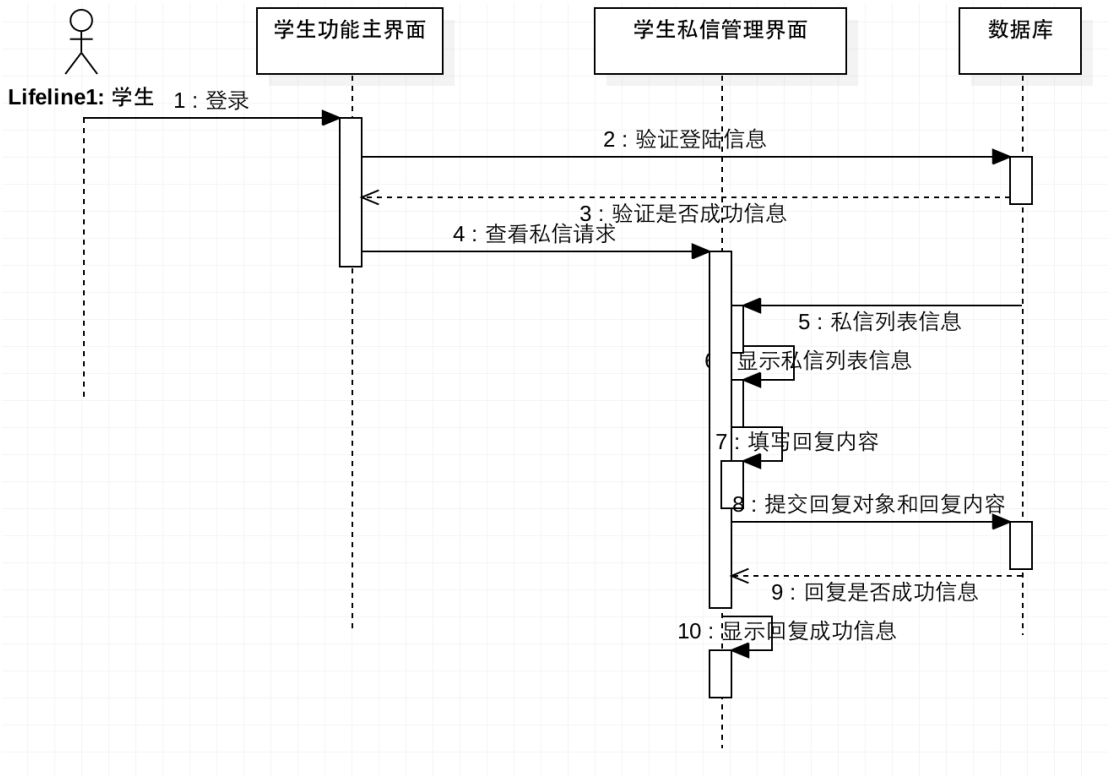 学生功能主界面
学生私信管理界面
数据库
Lifeline1: 学生
1 : 登录
2 : 验证登陆信息
3 : 验证是否成功信息
4 : 查看私信请求
5 : 私信列表信息
6 : 显示私信列表信息
7 : 填写回复内容
8 : 提交回复对象和回复内容
9 : 回复是否成功信息
10 : 显示回复成功信息